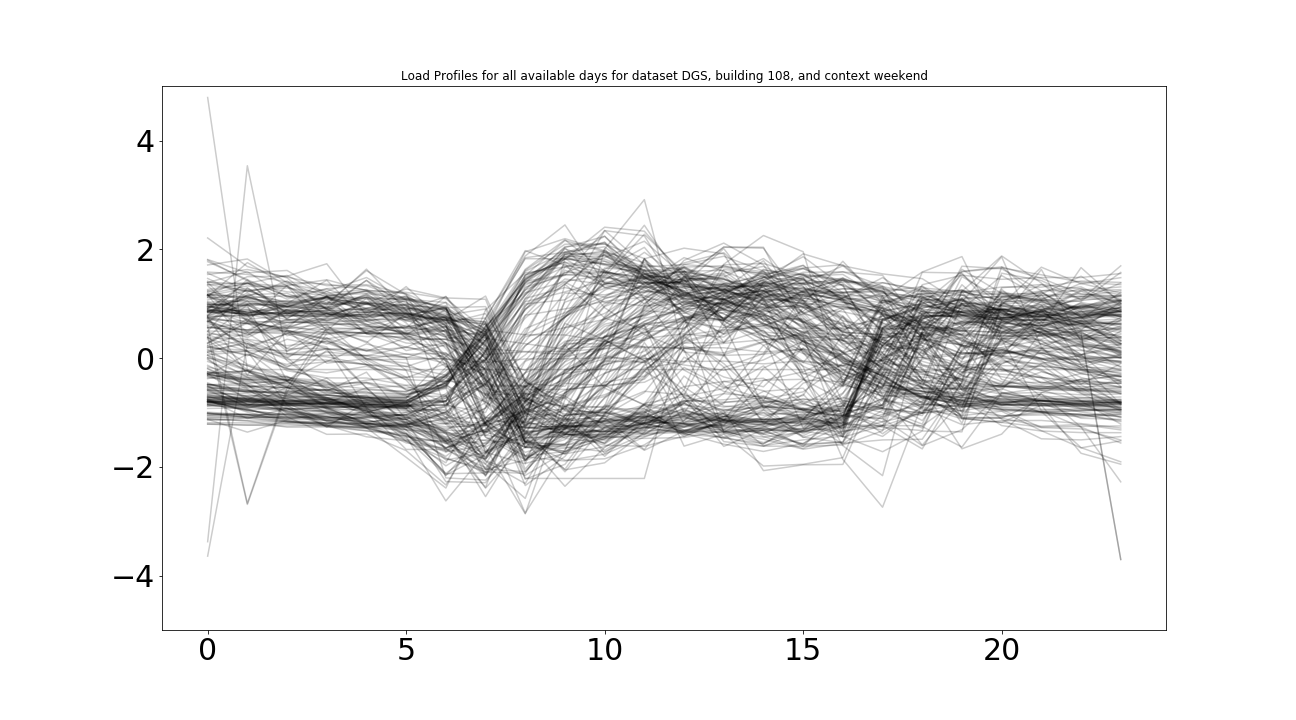 Load Profiles for all available days for dataset DGS, building 108, and context weekend
4
2
0
−2
−4
0 5 10 15 20